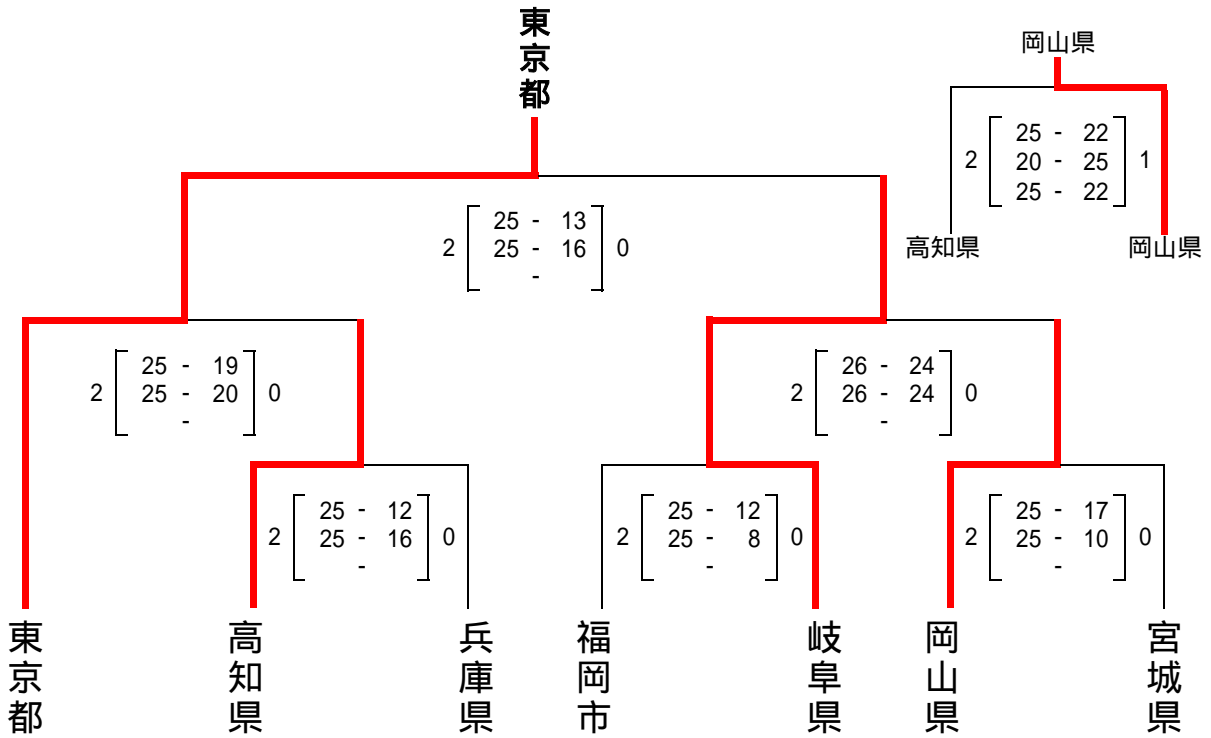 東京都
岡山県
2 [ 25 - 22 ] 1
20 - 25
25 - 22
高知県 岡山県
2 [ 25 - 13 ] 0
25 - 16
-
2 [ 25 - 19 ] 0
25 - 20
-
2 [ 26 - 24 ] 0
26 - 24
-
2 [ 25 - 12 ] 0
25 - 16
-
2 [ 25 - 12 ] 0
25 - 8
-
2 [ 25 - 17 ] 0
25 - 10
-
東京都
高知県
兵庫県
福岡市
岐阜県
岡山県
宮城県